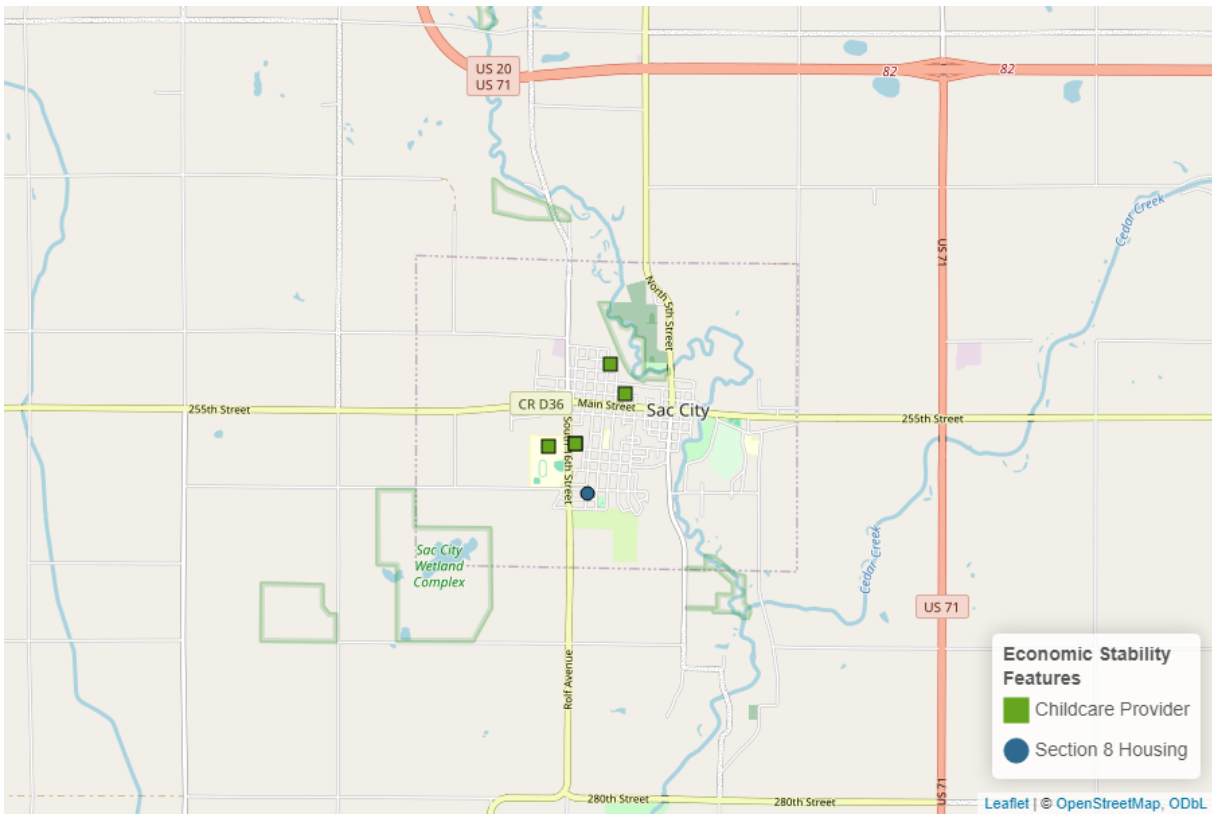 US 20
US 71
82
82
Cedar Creek
US 71
North 5th Street
255th Street
CR D36
Main Street
Sac City
255th Street
South 16th Street
Sac City
Wetland
Complex
Cedar Creek
US 71
Rolf Avenue
Economic Stability
Features
Childcare Provider
Section 8 Housing
US 71
280th Street
280th Street
Leaflet | © OpenStreetMap, ODbL